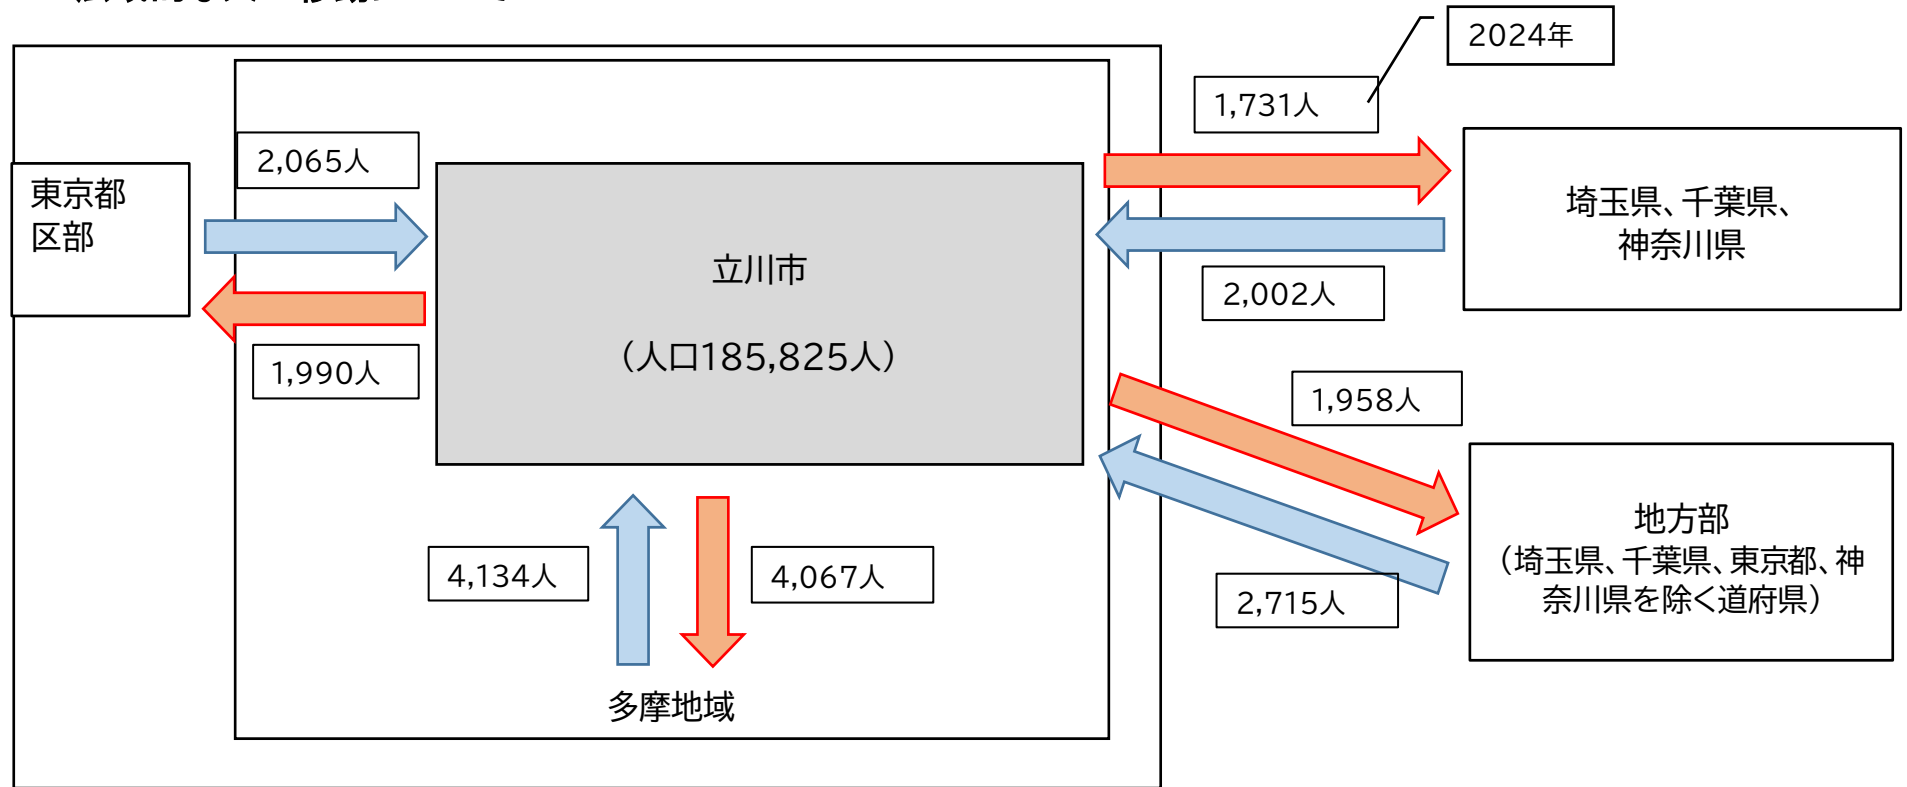 2024年
1,731人
2,065人
東京都
区部
埼玉県、千葉県、
神奈川県
立川市
（人口185,825人）
2,002人
1,990人
1,958人
地方部
（埼玉県、千葉県、東京都、神
奈川県を除く道府県）
4,134人
4,067人
2,715人
多摩地域